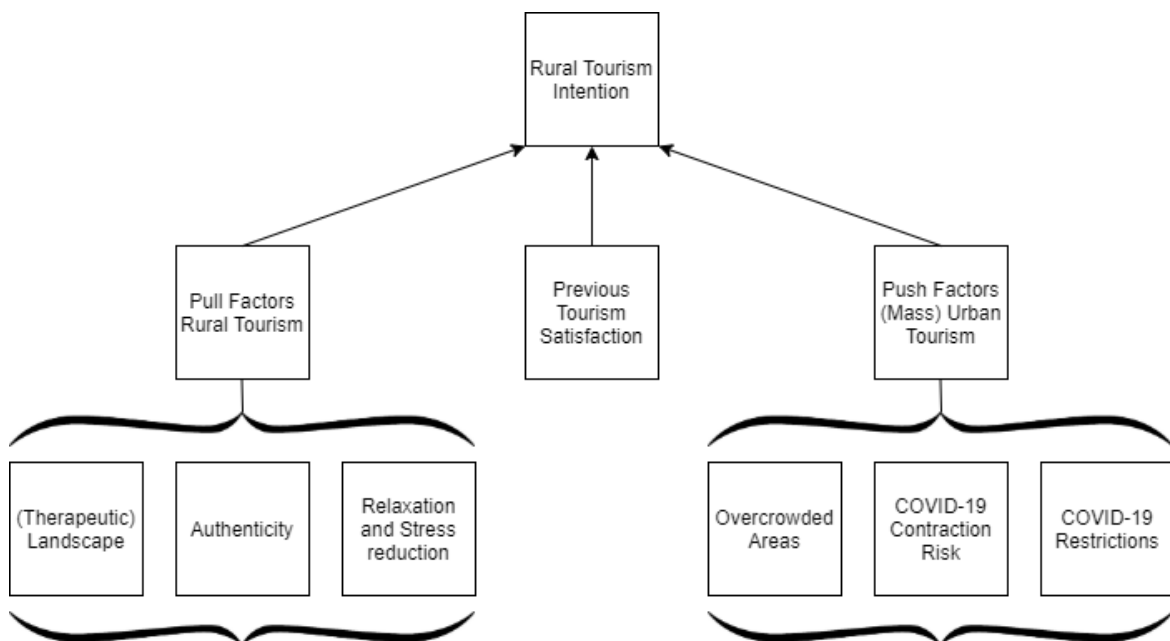 Rural Tourism
Intention
Pull Factors
Rural Tourism
Previous
Tourism
Satisfaction
Push Factors
(Mass) Urban
Tourism
(Therapeutic)
Landscape
Authenticity
Relaxation
and Stress
reduction
Overcrowded
Areas
COVID-19
Contraction
Risk
COVID-19
Restrictions